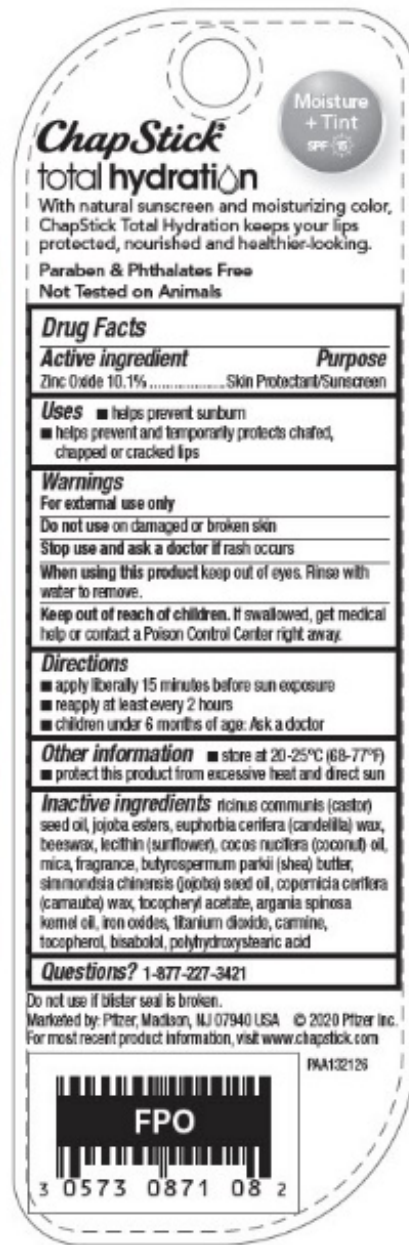 Moisture
+ Tint
SPF 15
ChapStick®
total hydration
With natural sunscreen and moisturizing color,
ChapStick Total Hydration keeps your lips
protected, nourished and healthier-looking.
Paraben & Phthalates Free
Not Tested on Animals
Drug Facts
Active ingredient Purpose
Zinc Oxide 10.1% .................... Skin Protectant/Sunscreen
Uses ■ helps prevent sunburn
■ helps prevent and temporarily protects chafed,
chapped or cracked lips
Warnings
For external use only
Do not use on damaged or broken skin
Stop use and ask a doctor if rash occurs
When using this product keep out of eyes. Rinse with
water to remove.
Keep out of reach of children. If swallowed, get medical
help or contact a Poison Control Center right away.
Directions
■ apply liberally 15 minutes before sun exposure
■ reapply at least every 2 hours
■ children under 6 months of age: Ask a doctor
Other information ■ store at 20-25°C (68-77°F)
■ protect this product from excessive heat and direct sun
Inactive ingredients ricinus communis (castor)
seed oil, jojoba esters, euphorbia cerifera (candelilla) wax,
beeswax, lecithin (sunflower), cocos nucifera (coconut) oil,
mica, fragrance, butyrospermum parkii (shea) butter,
simmondsia chinensis (jojoba) seed oil, copernicia cerifera
(carnauba) wax, tocopheryl acetate, argania spinosa
kernel oil, iron oxides, titanium dioxide, carmine,
tocopherol, bisabolol, polyhydroxystearic acid
Questions? 1-877-227-3421
Do not use if blister seal is broken.
Marketed by: Pfizer, Madison, NJ 07940 USA © 2020 Pfizer Inc.
For most recent product information, visit www.chapstick.com
PAA132126
FPO
3 0573 0871 08 2